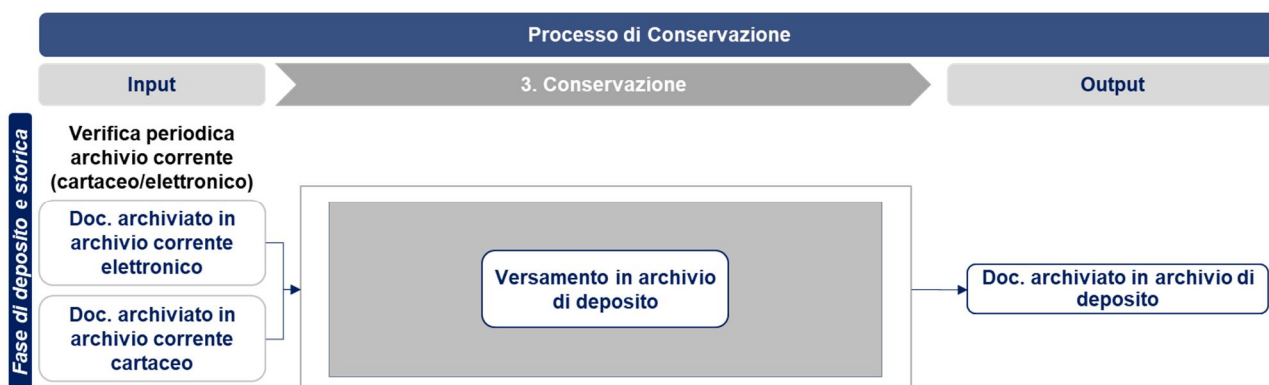 Processo di Conservazione
Input
3. Conservazione
Output
Fase di deposito e storica
Verifica periodica
archivio corrente
(cartaceo/elettronico)
Doc. archiviato in
archivio corrente
elettronico
Doc. archiviato in
archivio corrente
cartaceo
Versamento in archivio
di deposito
Doc. archiviato in archivio di
deposito